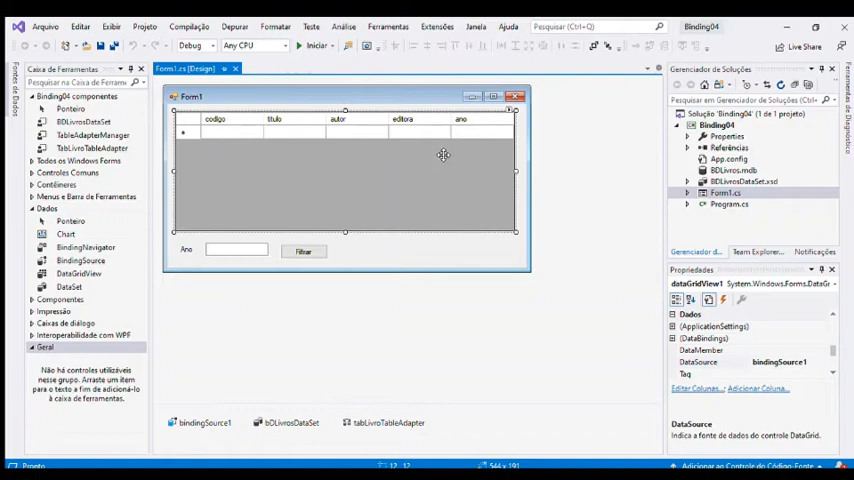 Arquivo Editar Exibir Projeto Compilação Depurar Formatar Teste Análise Ferramentas Extensões Janela Ajuda Pesquisar (Ctrl+Q) Binding04
Debug Any CPU Iniciar Live Share
Fontes de Dados
Caixa de Ferramentas
Pesquisar na Caixa de Ferramentas
Binding04 componentes
Ponteiro
BDLivrosDataSet
TableAdapterManager
TabLivroTableAdapter
Todos os Windows Forms
Controles Comuns
Contêineres
Menus e Barra de Ferramentas
Dados
Ponteiro
Chart
BindingNavigator
BindingSource
DataGridView
DataSet
Componentes
Impressão
Caixas de diálogo
Interoperabilidade com WPF
Geral
Não há controles utilizáveis
nesse grupo. Arraste um item
para o texto a fim de adicioná-lo
à caixa de ferramentas.
Form1.cs [Design]
Form1
codigo titulo autor editora ano
Ano Filtrar
bindingSource1 bDLivrosDataSet tabLivroTableAdapter
Gerenciador de Soluções
Pesquisar em Gerenciador de Soluções
Solução 'Binding04' (1 de 1 projeto)
Binding04
Properties
Referências
App.config
BDLivros.mdb
BDLivrosDataSet.xsd
Form1.cs
Program.cs
Gerenciador d... Team Explorer... Notificações
Propriedades
dataGridView1 System.Windows.Forms.DataGr
Dados
(ApplicationSettings)
(DataBindings)
DataMember
DataSource bindingSource1
Tag
Editar Colunas... Adicionar Coluna...
DataSource
Indica a fonte de dados do controle DataGrid.
Pronto 12, 12 544 x 191 Adicionar ao Controle do Código-Fonte